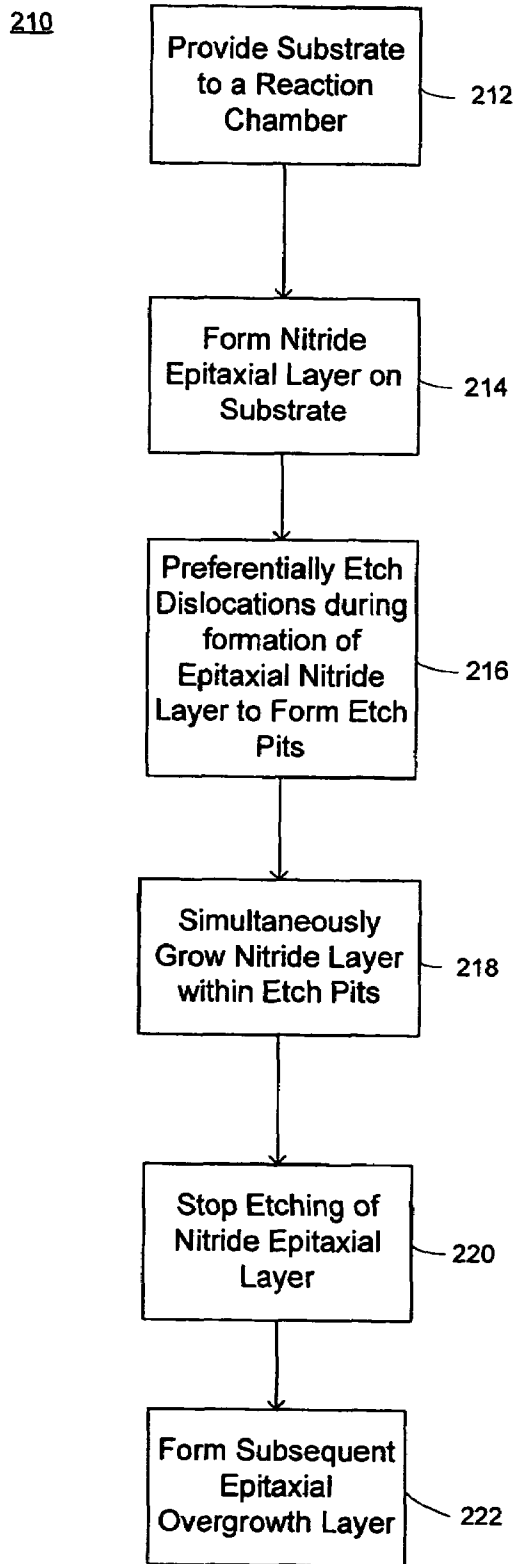 210
Provide Substrate
to a Reaction
Chamber
212
Form Nitride
Epitaxial Layer on
Substrate
214
Preferentially Etch
Dislocations during
formation of
Epitaxial Nitride
Layer to Form Etch
Pits
216
Simultaneously
Grow Nitride Layer
within Etch Pits
218
Stop Etching of
Nitride Epitaxial
Layer
220
Form Subsequent
Epitaxial
Overgrowth Layer
222